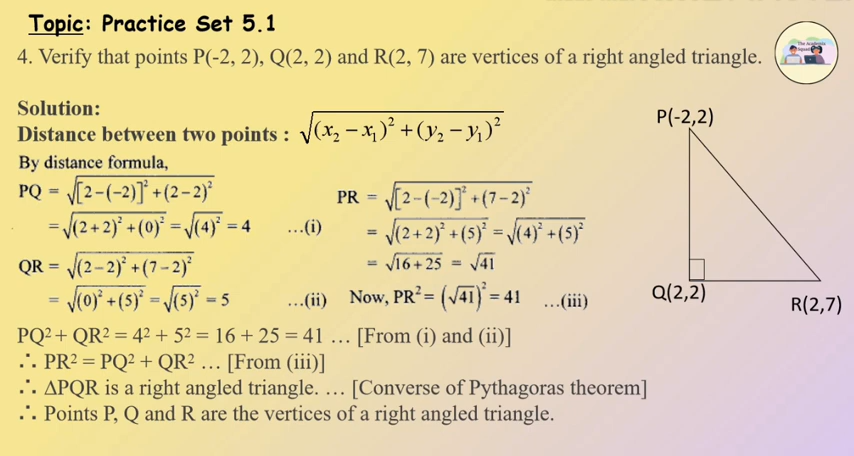 Topic: Practice Set 5.1
4. Verify that points P(-2, 2), Q(2, 2) and R(2, 7) are vertices of a right angled triangle.
Solution:
Distance between two points : √((x₂ − x₁)² + (y₂ − y₁)²)
By distance formula,
PQ = √([2−(−2)]² + (2−2)²)
= √((2+2)² + (0)²) = √((4)²) = 4 …(i)
QR = √((2−2)² + (7−2)²)
= √((0)² + (5)²) = √((5)²) = 5 …(ii)
PR = √([2−(−2)]² + (7−2)²)
= √((2+2)² + (5)²) = √((4)² + (5)²)
= √(16+25) = √41
Now, PR² = (√41)² = 41 …(iii)
PQ² + QR² = 4² + 5² = 16 + 25 = 41 … [From (i) and (ii)]
∴ PR² = PQ² + QR² … [From (iii)]
∴ ΔPQR is a right angled triangle. … [Converse of Pythagoras theorem]
∴ Points P, Q and R are the vertices of a right angled triangle.
P(-2,2)
Q(2,2)
R(2,7)